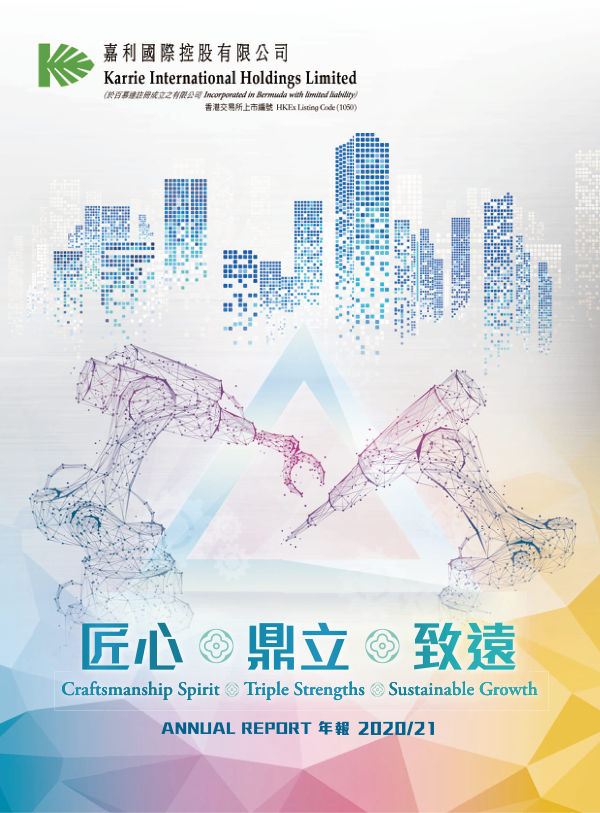 嘉利國際控股有限公司
Karrie International Holdings Limited
(於百慕達註冊成立之有限公司 Incorporated in Bermuda with limited liability)
香港交易所上市編號 HKEx Listing Code (1050)
匠心 鼎立 致遠
Craftsmanship Spirit Triple Strengths Sustainable Growth
ANNUAL REPORT 年報 2020/21